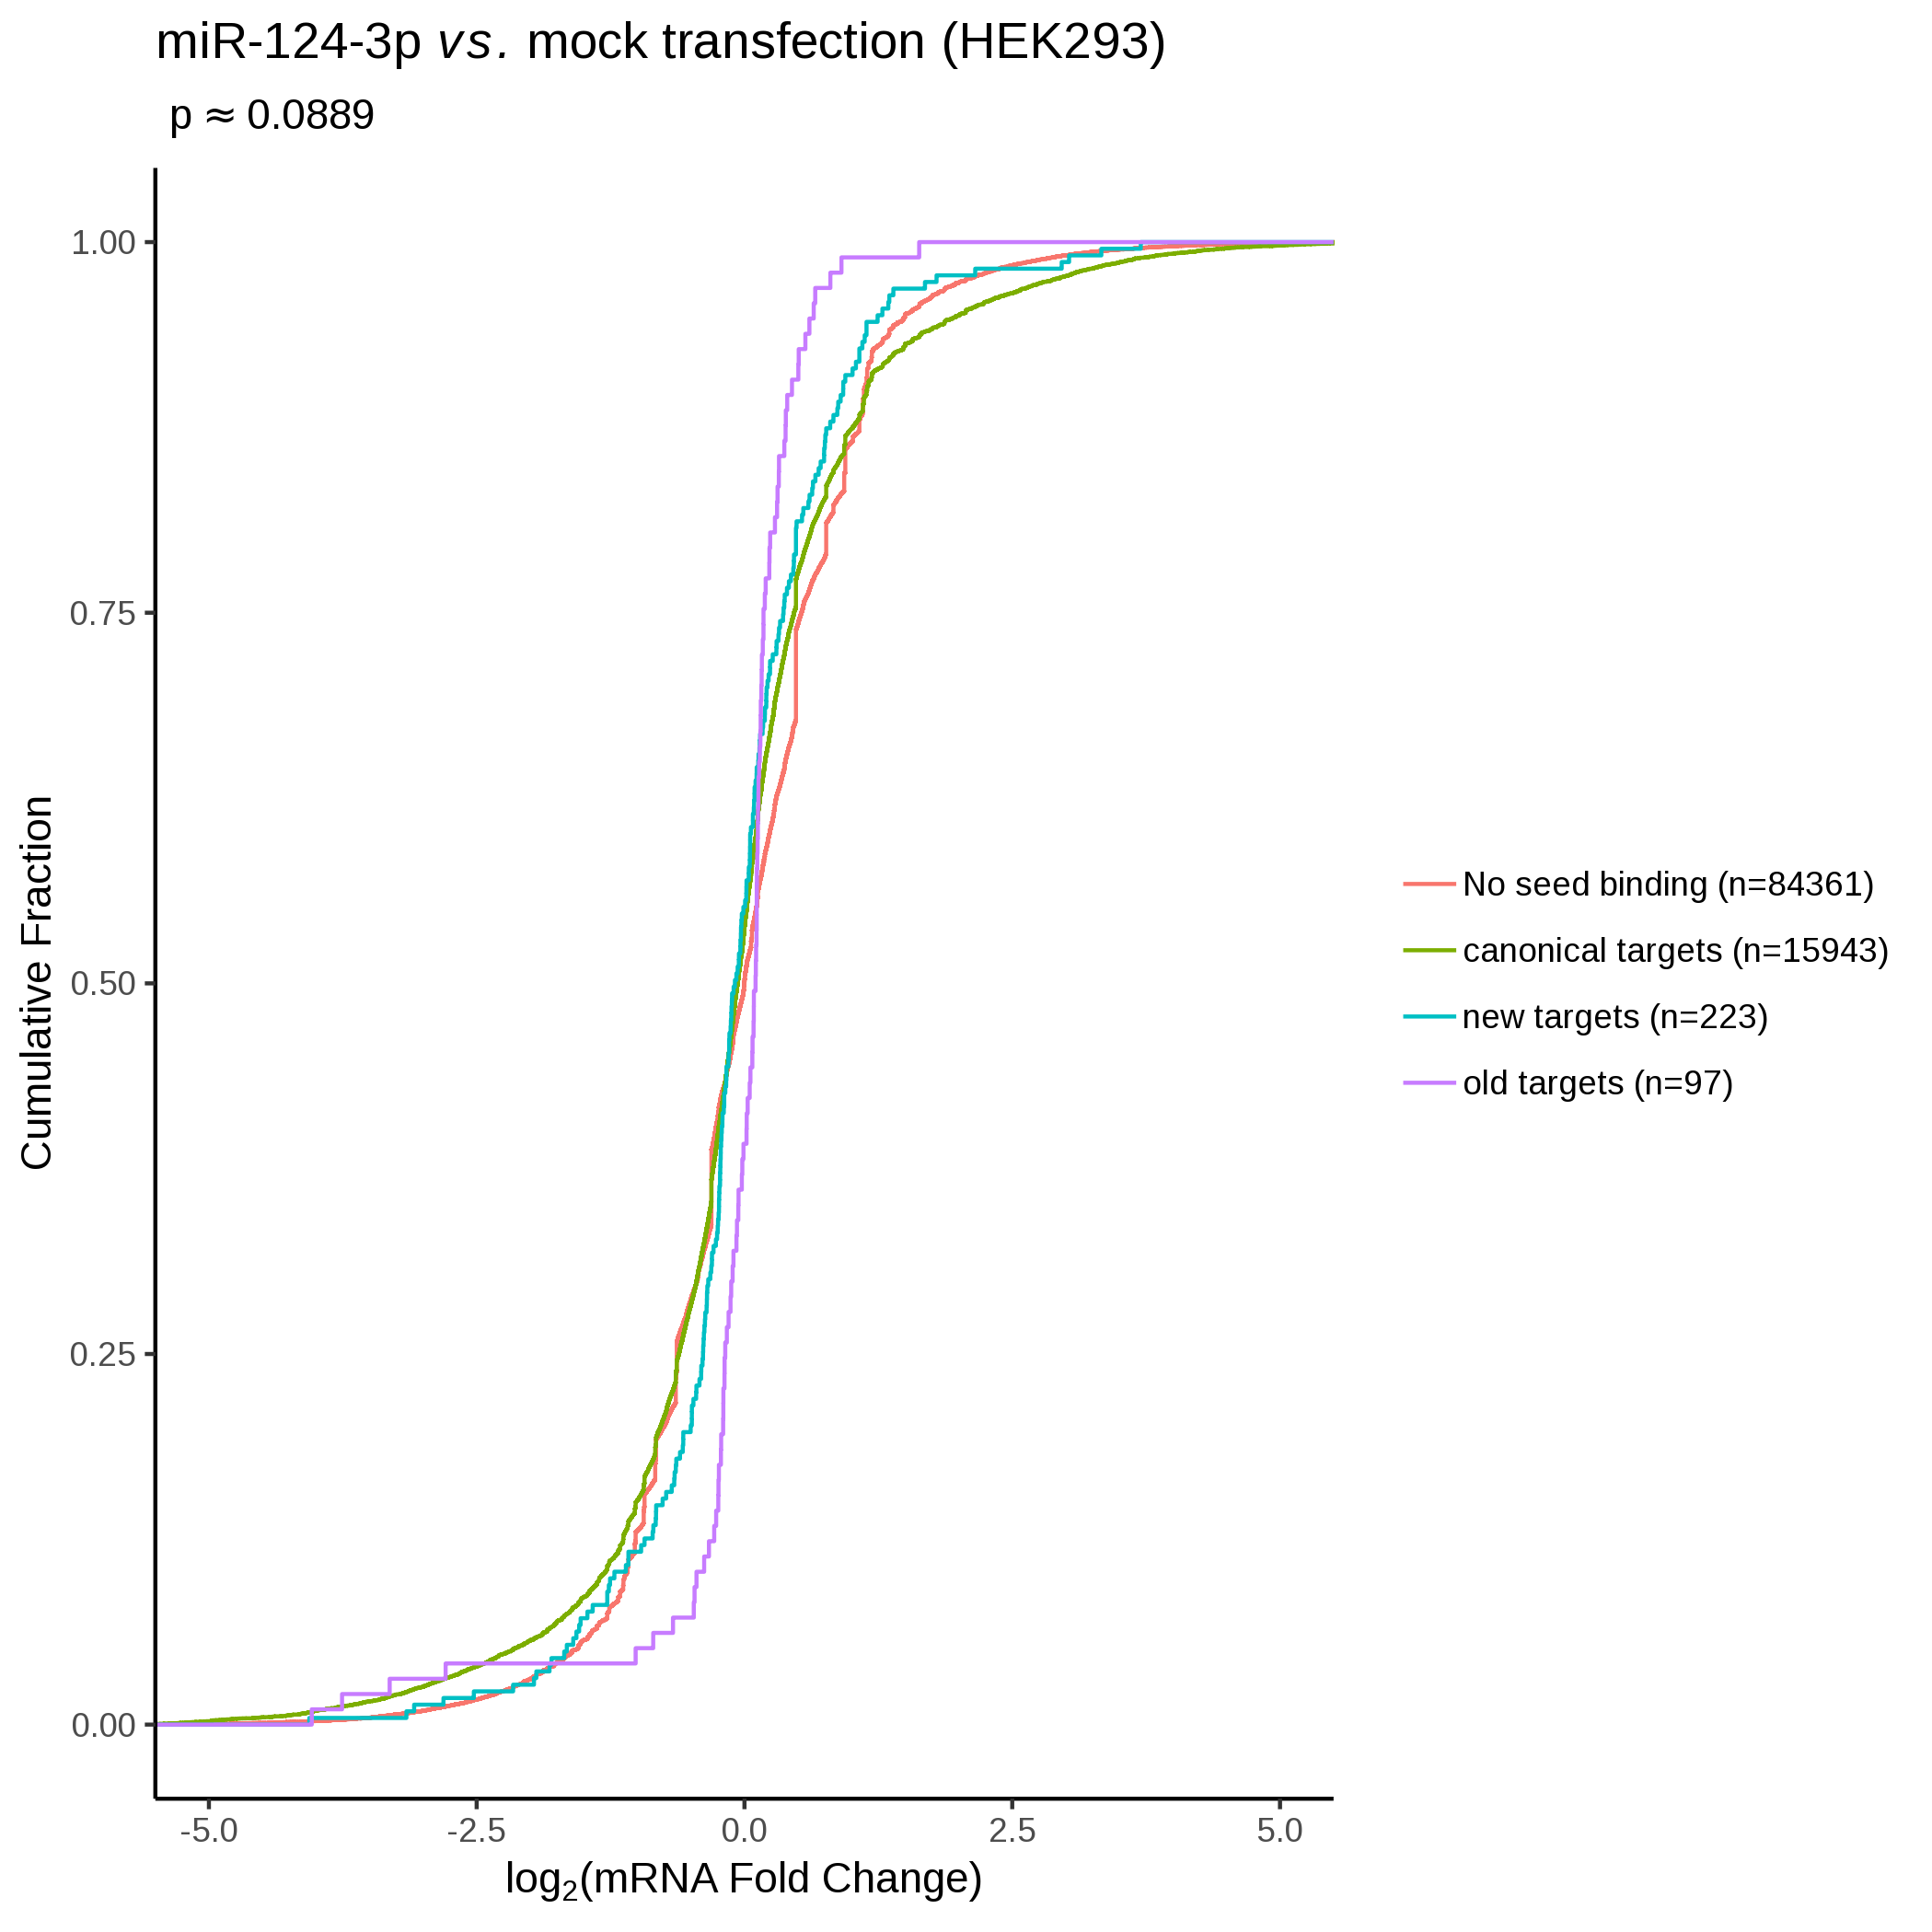 miR-124-3p vs. mock transfection (HEK293)
p ≈ 0.0889
Cumulative Fraction
1.00
0.75
0.50
0.25
0.00
-5.0
-2.5
0.0
2.5
5.0
log₂(mRNA Fold Change)
No seed binding (n=84361)
canonical targets (n=15943)
new targets (n=223)
old targets (n=97)